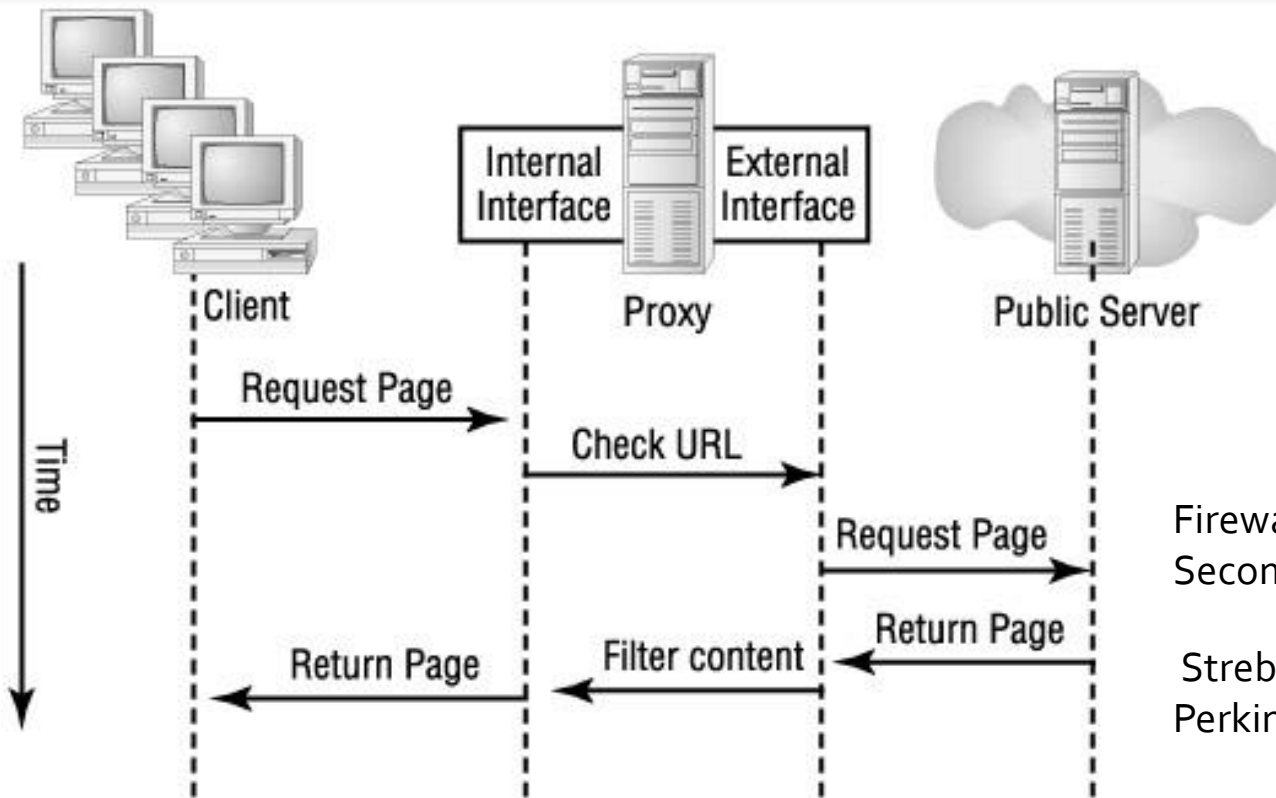 Internal
Interface
External
Interface
Client
Proxy
Public Server
Time
Request Page
Check URL
Request Page
Return Page
Filter content
Return Page